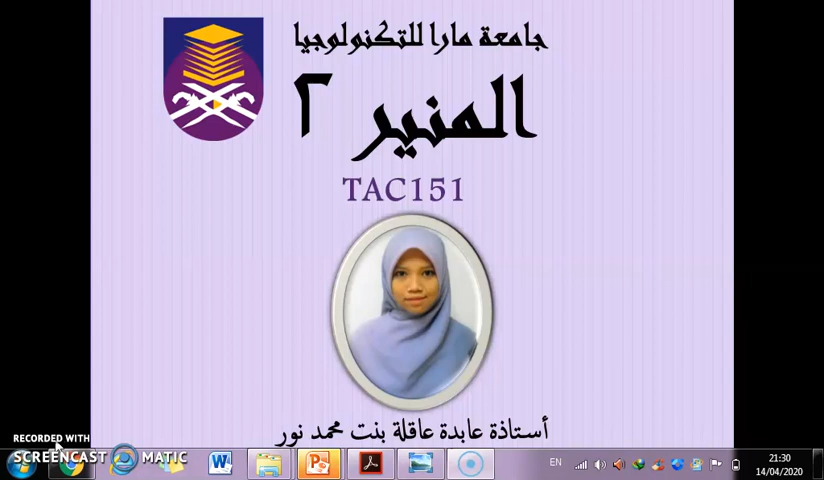 جامعة مارا للتكنولوجيا
المنير ٢
TAC151
أستاذة عابدة عاقلة بنت محمد نور
RECORDED WITH
SCREENCAST MATIC
EN
21:30
14/04/2020